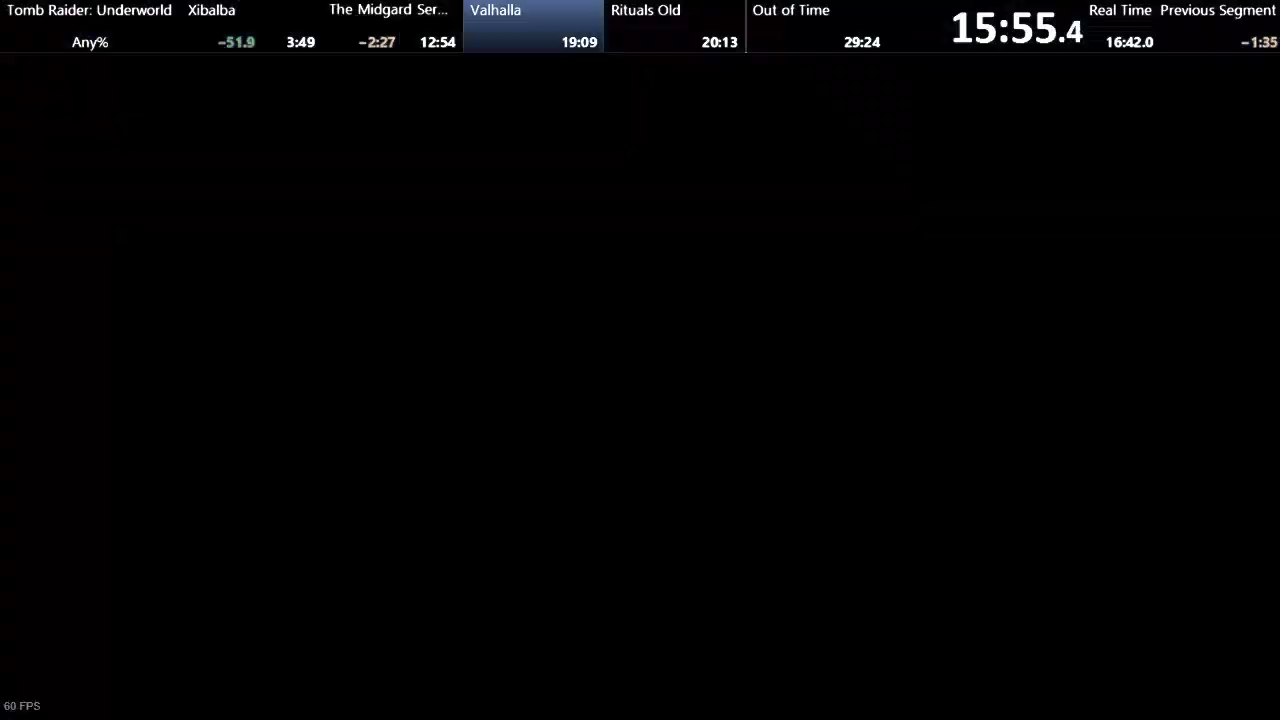 Tomb Raider: Underworld
Any%
Xibalba
−51.9 3:49
The Midgard Ser...
−2:27 12:54
Valhalla
19:09
Rituals Old
20:13
Out of Time
29:24
15:55.4
Real Time
16:42.0
Previous Segment
−1:35
60 FPS